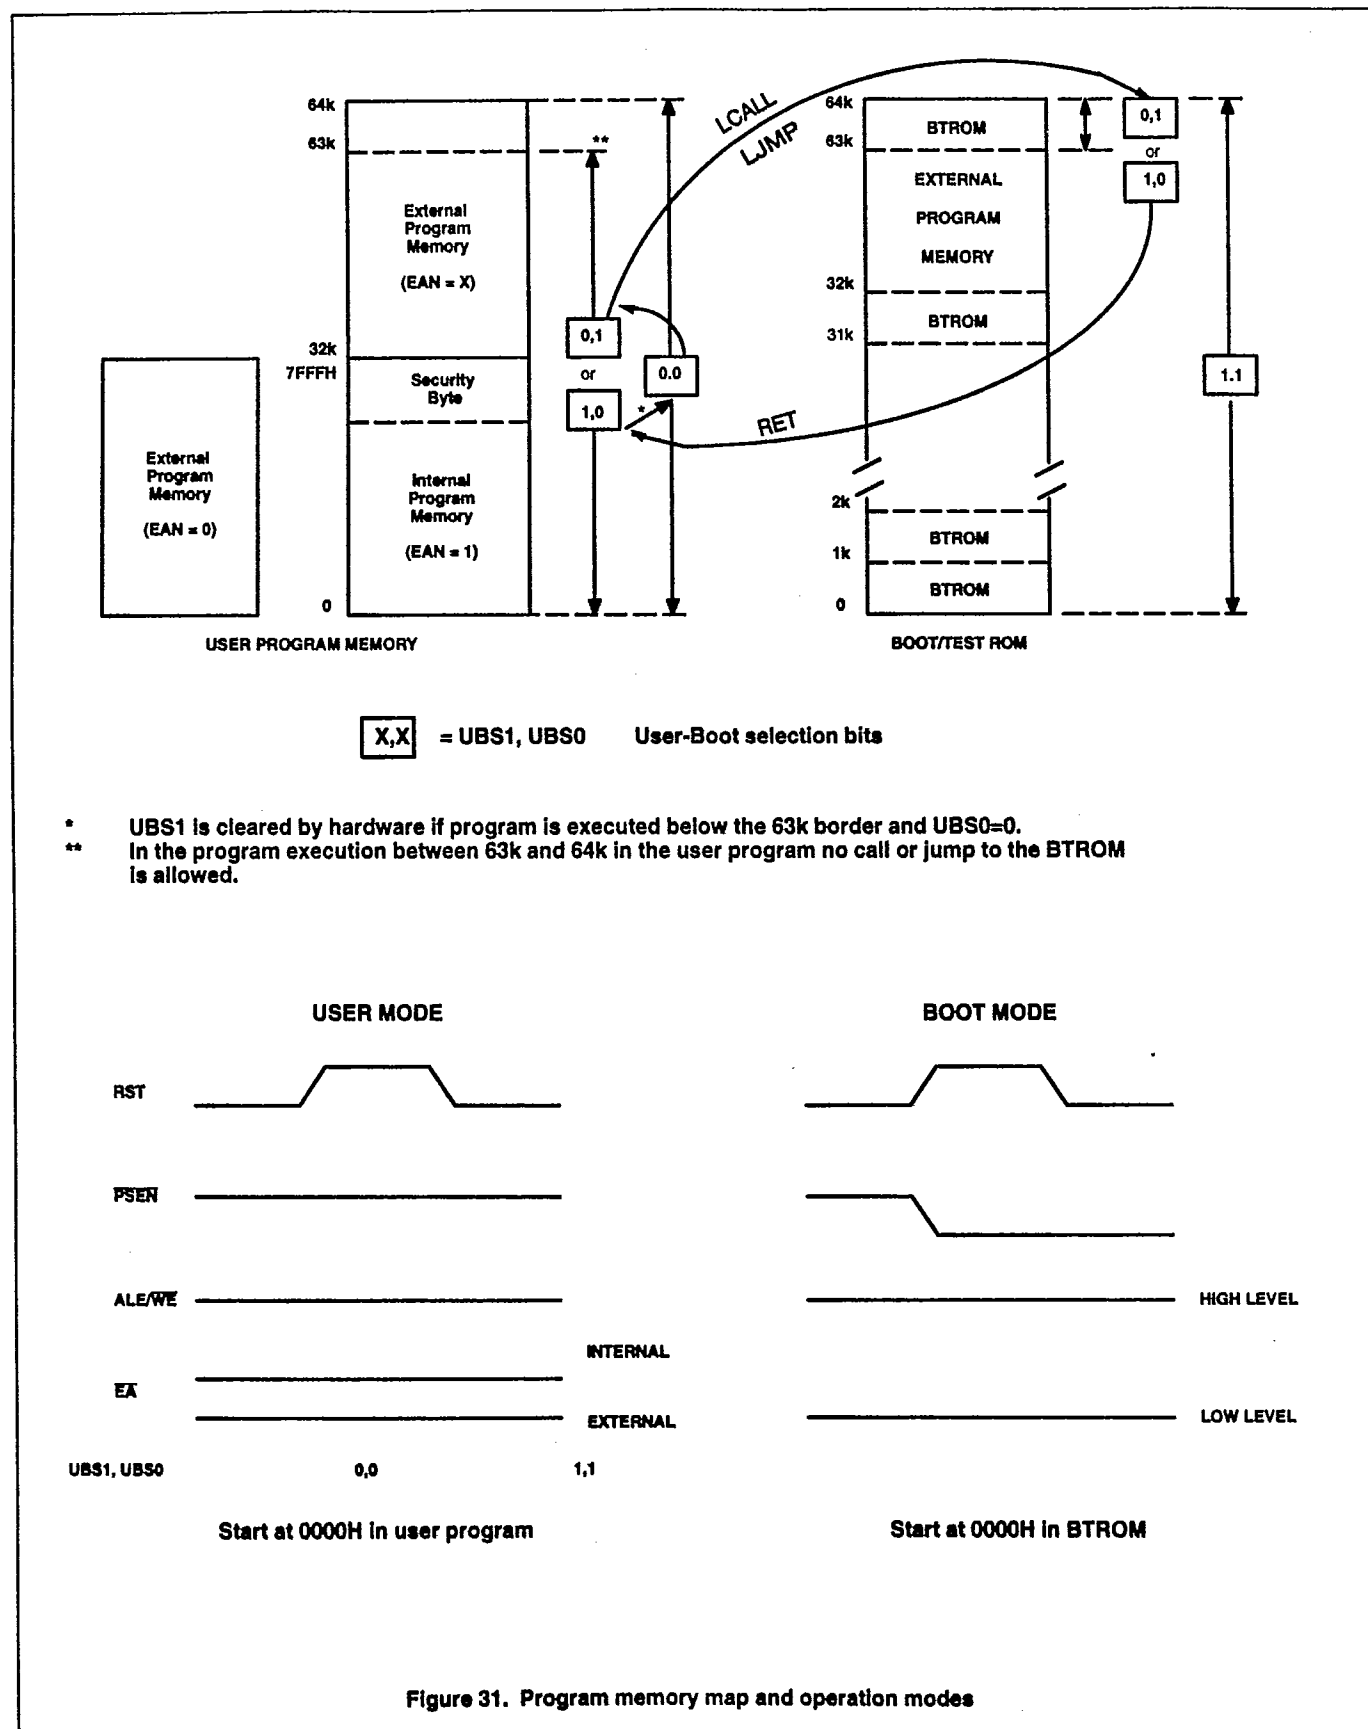 64k
63k
External
Program
Memory
(EAN = X)
32k
7FFFH
Security
Byte
External
Program
Memory
(EAN = 0)
Internal
Program
Memory
(EAN = 1)
0
USER PROGRAM MEMORY
**
0,1
or
1,0
*
0.0
LCALL
LJMP
RET
64k
BTROM
63k
EXTERNAL
PROGRAM
MEMORY
32k
BTROM
31k
2k
BTROM
1k
BTROM
0
BOOT/TEST ROM
0,1
or
1,0
1.1
X,X = UBS1, UBS0 User-Boot selection bits
* UBS1 is cleared by hardware if program is executed below the 63k border and UBS0=0.
** In the program execution between 63k and 64k in the user program no call or jump to the BTROM
is allowed.
USER MODE BOOT MODE
RST
PSEN
ALE/WE HIGH LEVEL
INTERNAL
EA
EXTERNAL LOW LEVEL
UBS1, UBS0 0,0 1,1
Start at 0000H in user program Start at 0000H in BTROM
Figure 31. Program memory map and operation modes